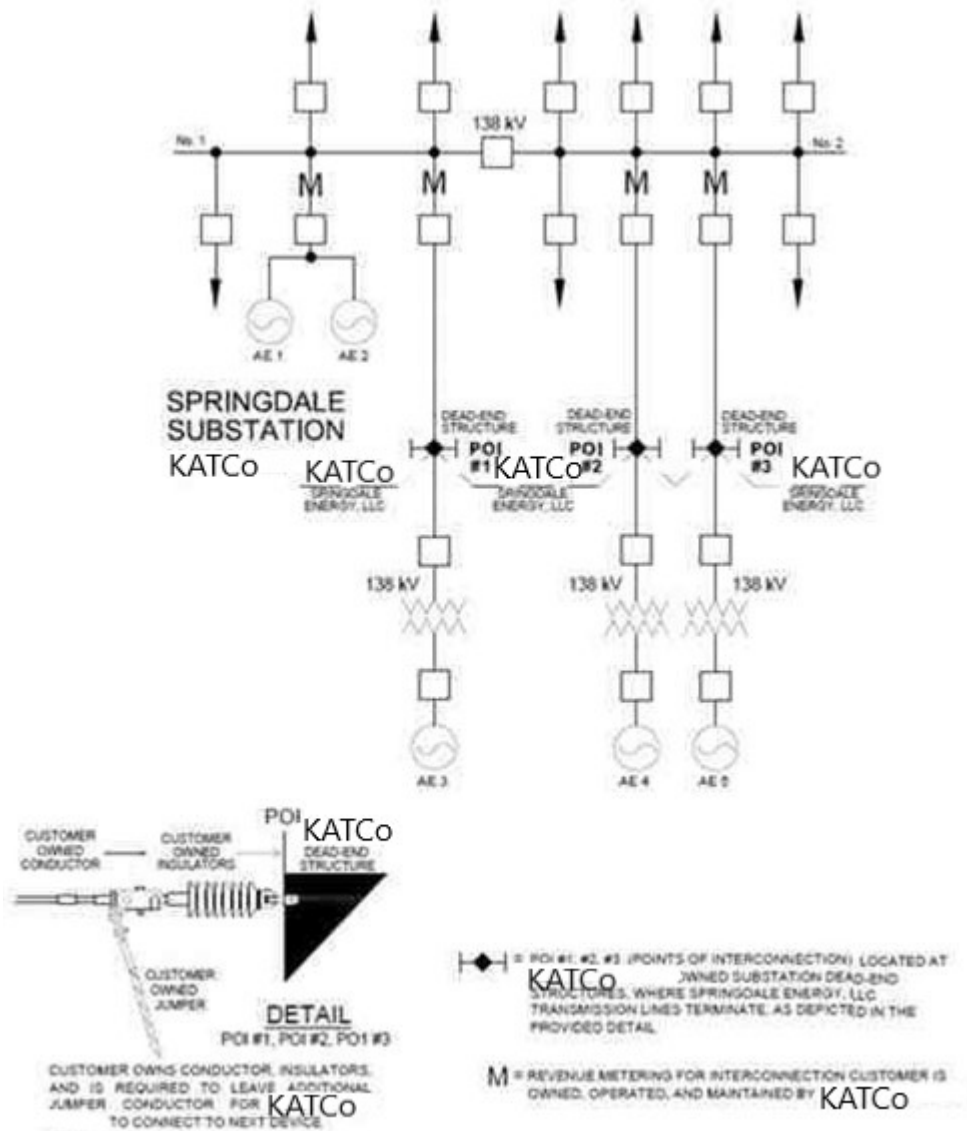 138 kV
No. 1
No. 2
M
M
M
M
AE 1
AE 2
SPRINGDALE
SUBSTATION
KATCo
DEAD-END
STRUCTURE
POI
#1
KATCo
SPRINGDALE
ENERGY, LLC
DEAD-END
STRUCTURE
POI
#2
KATCo
SPRINGDALE
ENERGY, LLC
DEAD-END
STRUCTURE
POI
#3
KATCo
SPRINGDALE
ENERGY, LLC
138 kV
138 kV
138 kV
AE 3
AE 4
AE 5
POI
KATCo
DEAD-END
STRUCTURE
CUSTOMER
OWNED
CONDUCTOR
CUSTOMER
OWNED
INSULATORS
CUSTOMER
OWNED
JUMPER
DETAIL
POI #1, POI #2, PO1 #3
CUSTOMER OWNS CONDUCTOR, INSULATORS,
AND IS REQUIRED TO LEAVE ADDITIONAL
JUMPER CONDUCTOR FOR KATCo
TO CONNECT TO NEXT DEVICE.
= POI #1, #2, #3 (POINTS OF INTERCONNECTION) LOCATED AT
KATCo OWNED SUBSTATION DEAD-END
STRUCTURES, WHERE SPRINGDALE ENERGY, LLC
TRANSMISSION LINES TERMINATE, AS DEPICTED IN THE
PROVIDED DETAIL
M = REVENUE METERING FOR INTERCONNECTION CUSTOMER IS
OWNED, OPERATED, AND MAINTAINED BY KATCo